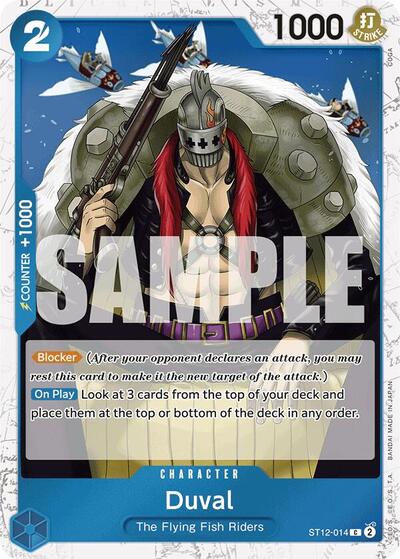 2
1000
打
STRIKE
COUNTER +1000
SAMPLE
Blocker (After your opponent declares an attack, you may
rest this card to make it the new target of the attack.)
On Play Look at 3 cards from the top of your deck and
place them at the top or bottom of the deck in any order.
CHARACTER
Duval
The Flying Fish Riders
ST12-014 C 2
BANDAI MADE IN JAPAN